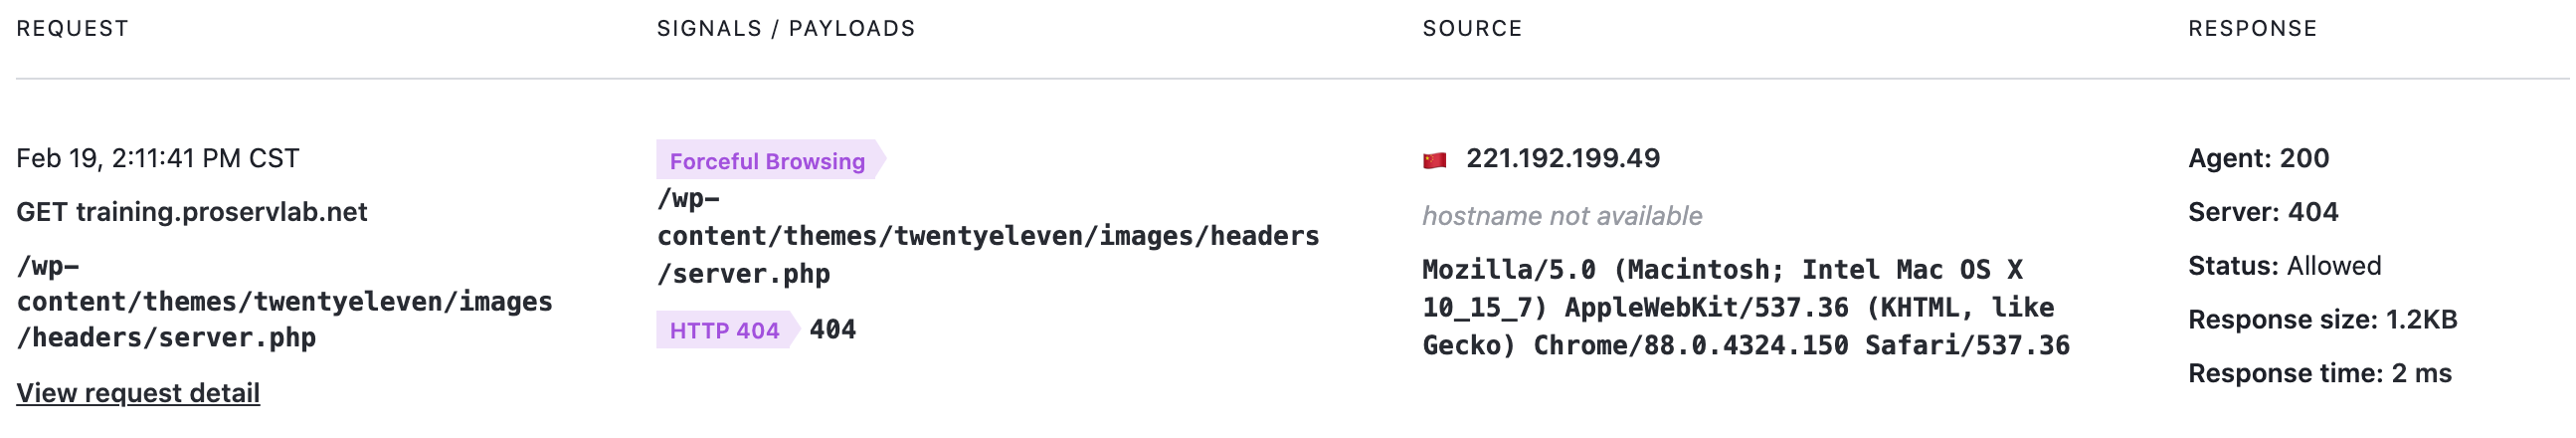 REQUEST
SIGNALS / PAYLOADS
SOURCE
RESPONSE
Feb 19, 2:11:41 PM CST
GET training.proservlab.net
/wp-
content/themes/twentyeleven/images
/headers/server.php
View request detail
Forceful Browsing
/wp-
content/themes/twentyeleven/images/headers
/server.php
HTTP 404 404
221.192.199.49
hostname not available
Mozilla/5.0 (Macintosh; Intel Mac OS X
10_15_7) AppleWebKit/537.36 (KHTML, like
Gecko) Chrome/88.0.4324.150 Safari/537.36
Agent: 200
Server: 404
Status: Allowed
Response size: 1.2KB
Response time: 2 ms